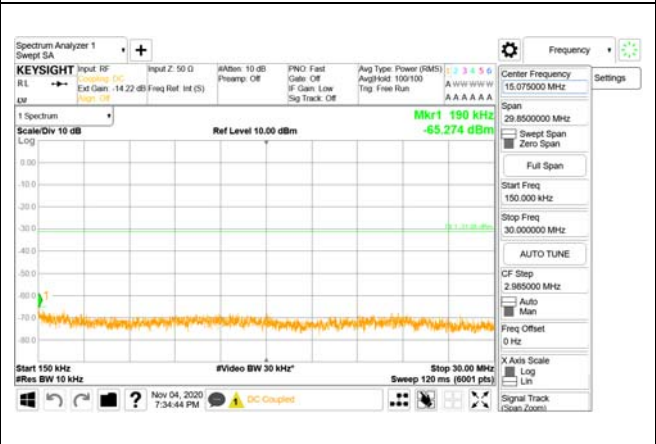 Spectrum Analyzer 1
Swept SA
+
Frequency
KEYSIGHT
RL
Input: RF
Coupling: DC
Ext Gain: -14.22 dB
Align: Off
Input Z: 50 Ω
Freq Ref: Int (S)
#Atten: 10 dB
Preamp: Off
PNO: Fast
Gate: Off
IF Gain: Low
Sig Track: Off
Avg Type: Power (RMS)
Avg|Hold: 100/100
Trig: Free Run
1 2 3 4 5 6
A W W W W W
A A A A A A
1 Spectrum
Scale/Div 10 dB
Log
Ref Level 10.00 dBm
Mkr1 190 kHz
-65.274 dBm
0.00
-10.0
-20.0
-30.0
-40.0
-50.0
-60.0
-70.0
-80.0
1
Start 150 kHz
#Res BW 10 kHz
#Video BW 30 kHz*
Stop 30.00 MHz
Sweep 120 ms (6001 pts)
Nov 04, 2020
7:34:44 PM
DC Coupled
Center Frequency
15.075000 MHz
Settings
Span
29.8500000 MHz
Swept Span
Zero Span
Full Span
Start Freq
150.000 kHz
Stop Freq
30.000000 MHz
AUTO TUNE
CF Step
2.985000 MHz
Auto
Man
Freq Offset
0 Hz
X Axis Scale
Log
Lin
Signal Track
(Span Zoom)